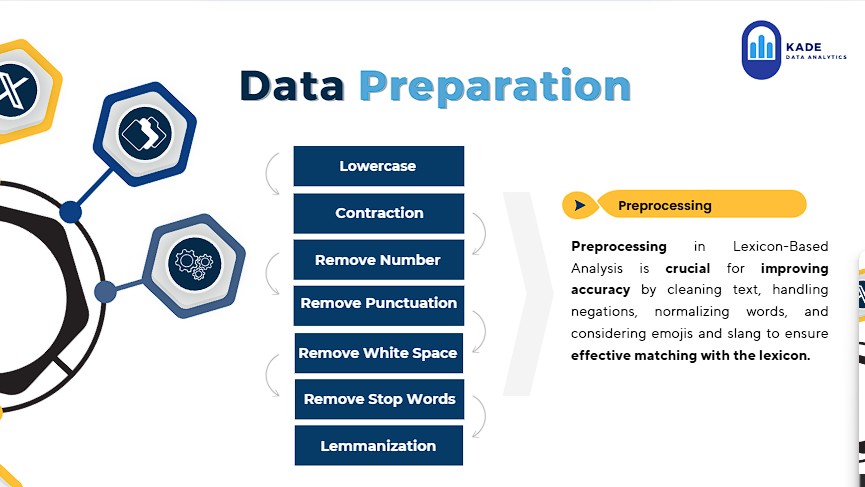 KADE
DATA ANALYTICS
Data Preparation
Lowercase
Contraction
Remove Number
Remove Punctuation
Remove White Space
Remove Stop Words
Lemmanization
Preprocessing
Preprocessing in Lexicon-Based
Analysis is crucial for improving
accuracy by cleaning text, handling
negations, normalizing words, and
considering emojis and slang to ensure
effective matching with the lexicon.